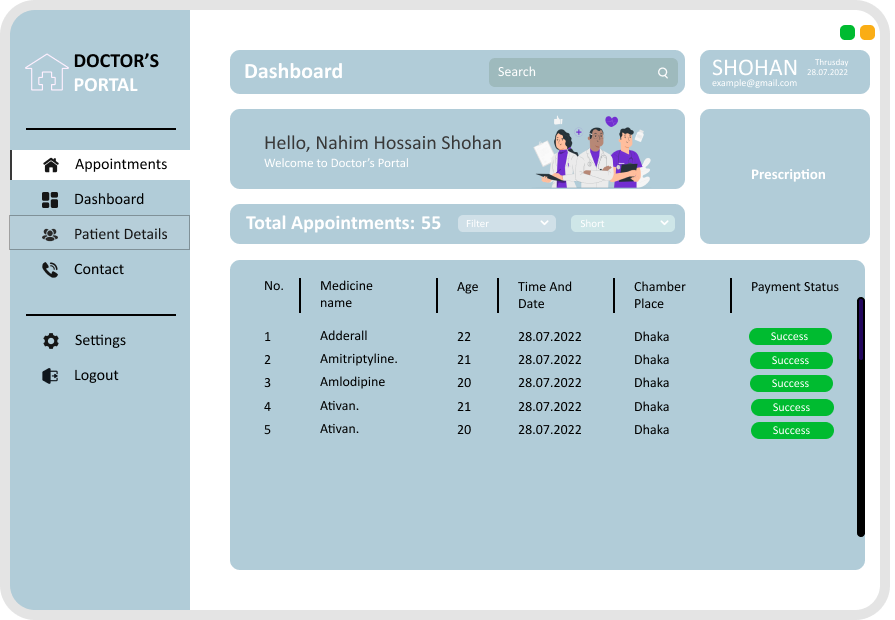 DOCTOR'S
PORTAL
Appointments
Dashboard
Patient Details
Contact
Settings
Logout
Dashboard
Search
SHOHAN
Thrusday
28.07.2022
example@gmail.com
Hello, Nahim Hossain Shohan
Welcome to Doctor's Portal
Prescription
Total Appointments: 55
Filter
Short
No. Medicine name Age Time And Date Chamber Place Payment Status
1 Adderall 22 28.07.2022 Dhaka Success
2 Amitriptyline. 21 28.07.2022 Dhaka Success
3 Amlodipine 20 28.07.2022 Dhaka Success
4 Ativan. 21 28.07.2022 Dhaka Success
5 Ativan. 20 28.07.2022 Dhaka Success